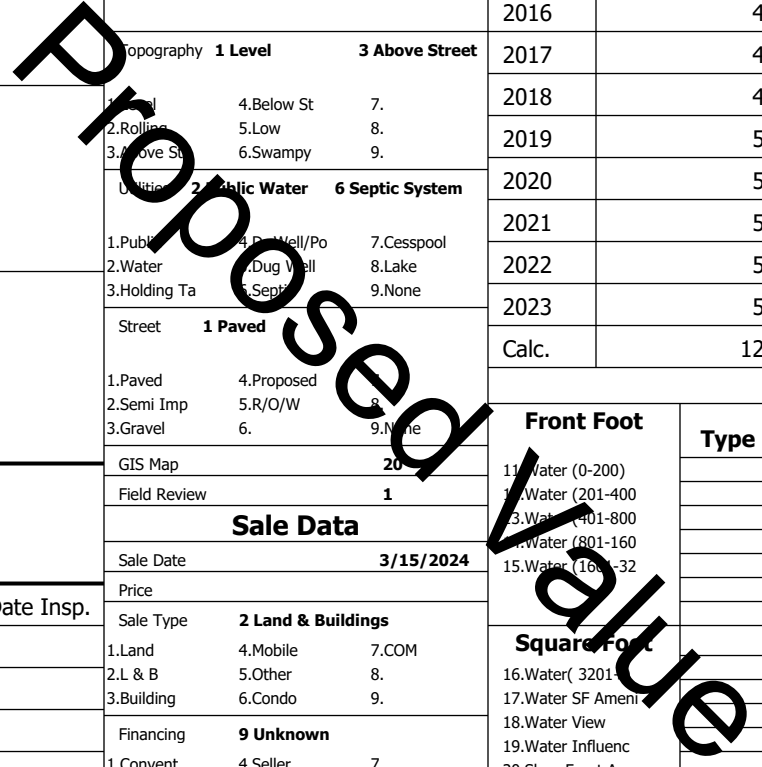 Topography 1 Level 3 Above Street
4.Below St 7.
2.Rolling 5.Low 8.
3.Above St 6.Swampy 9.
Utilities 2 Public Water 6 Septic System
7.Cesspool
2.Water 5.Dug Well 8.Lake
3.Holding Ta 9.None
Street 1 Paved
1.Paved 4.Proposed
2.Semi Imp 5.R/O/W 8.
3.Gravel 6. 9.None
GIS Map 20
Field Review 1
Sale Data
Sale Date 3/15/2024
Price
Sale Type 2 Land & Buildings
1.Land 4.Mobile 7.COM
2.L & B 5.Other 8.
3.Building 6.Condo 9.
Financing 9 Unknown
1.Convent 4.Seller 7.
Date Insp.
2016 4
2017 4
2018 4
2019 5
2020 5
2021 5
2022 5
2023 5
Calc. 12
Front Foot
Type
11.Water (0-200)
12.Water (201-400
13.Water (401-800
14.Water (801-160
15.Water (1601-32
Square Foot
16.Water( 3201-
17.Water SF Ameni
18.Water View
19.Water Influenc
Proposed Value